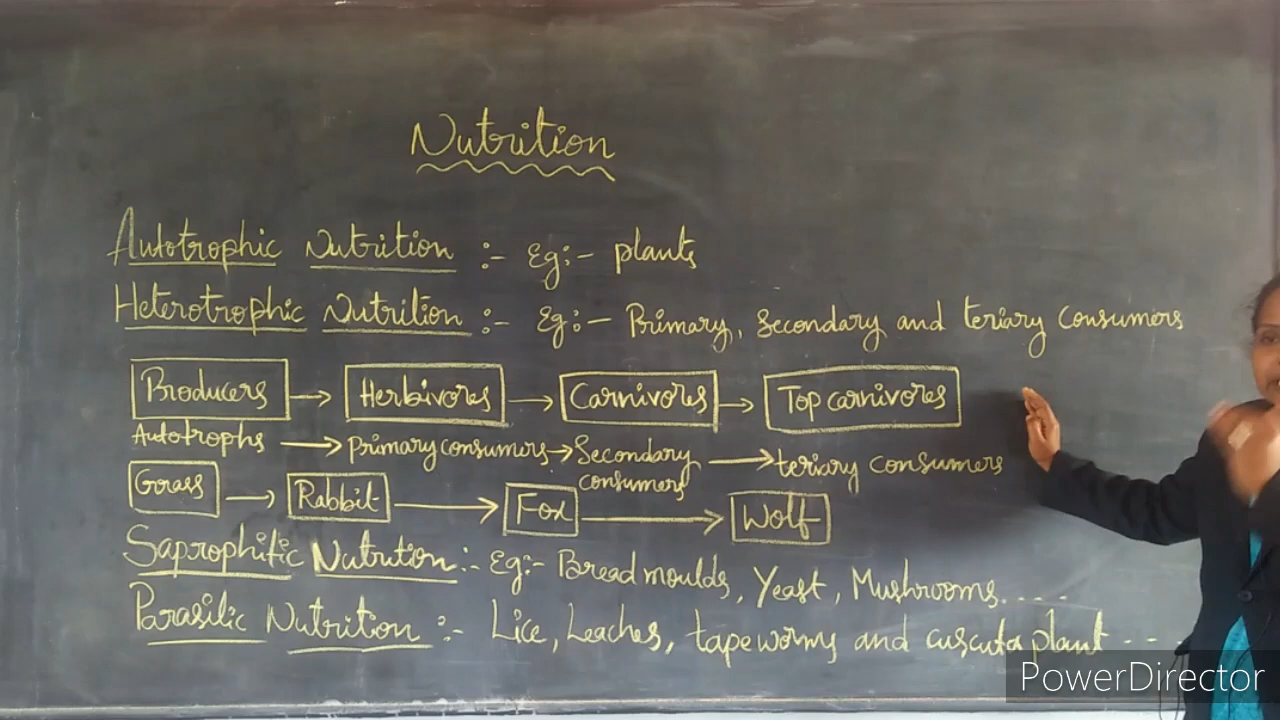 Nutrition
Autotrophic Nutrition :- Eg:- plants
Heterotrophic Nutrition :- Eg:- Primary, Secondary and teriary Consumers
Producers → Herbivores → Carnivores → Top carnivores
Autotrophs → primary consumers → Secondary consumers → teriary consumers
Grass → Rabbit → Fox → Wolf
Saprophitic Nutrition :- Eg:- Bread moulds, Yeast, Mushrooms....
Parasitic Nutrition :- Lice, Leaches, tapeworms and cuscuta plant ----
PowerDirector